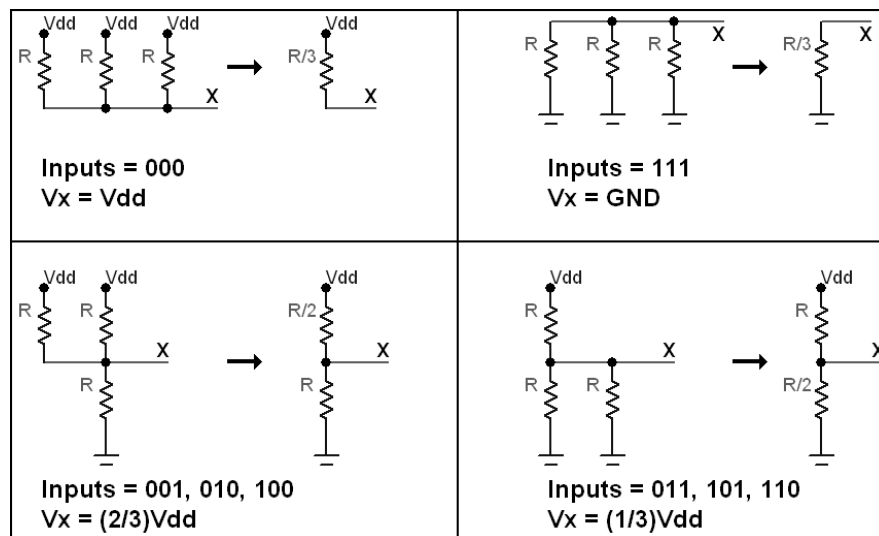 Vdd Vdd Vdd Vdd
R R R R/3
X X
Inputs = 000
Vx = Vdd
X X
R R R R/3
Inputs = 111
Vx = GND
Vdd Vdd Vdd
R R R/2
X X
R R
Inputs = 001, 010, 100
Vx = (2/3)Vdd
Vdd Vdd
R R
X X
R R R/2
Inputs = 011, 101, 110
Vx = (1/3)Vdd